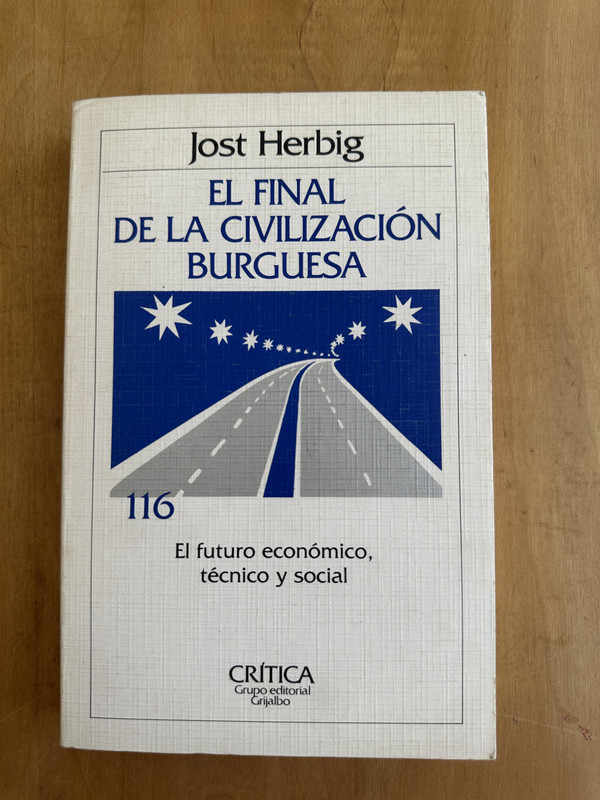 Jost Herbig
EL FINAL
DE LA CIVILIZACIÓN
BURGUESA
116
El futuro económico,
técnico y social
CRÍTICA
Grupo editorial
Grijalbo